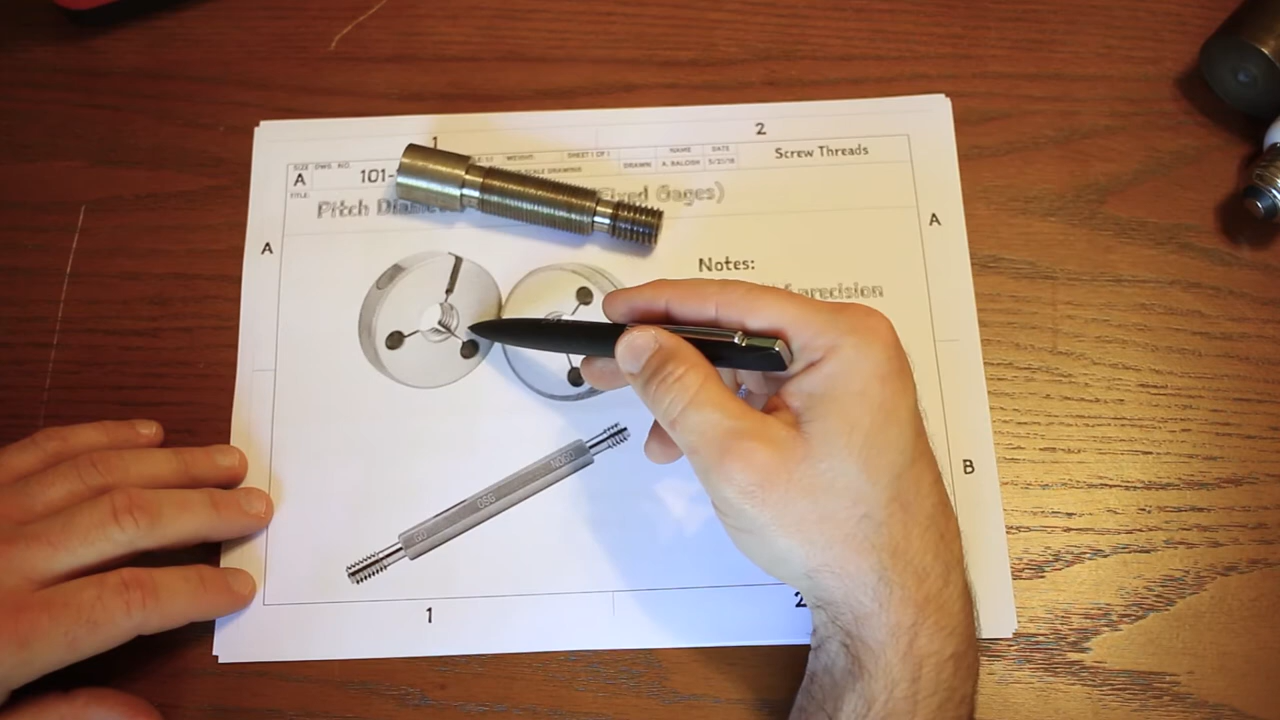 1 2
SIZE DWG. NO. SHEET 1 OF 1 NAME DATE
A 101- WEIGHT: DRAWN A. BALOGH 5/21/18 Screw Threads
TITLE:
Pitch (Fixed Gages)
A A
Notes:
precision
NOGO
OSG
GO
B
1 2